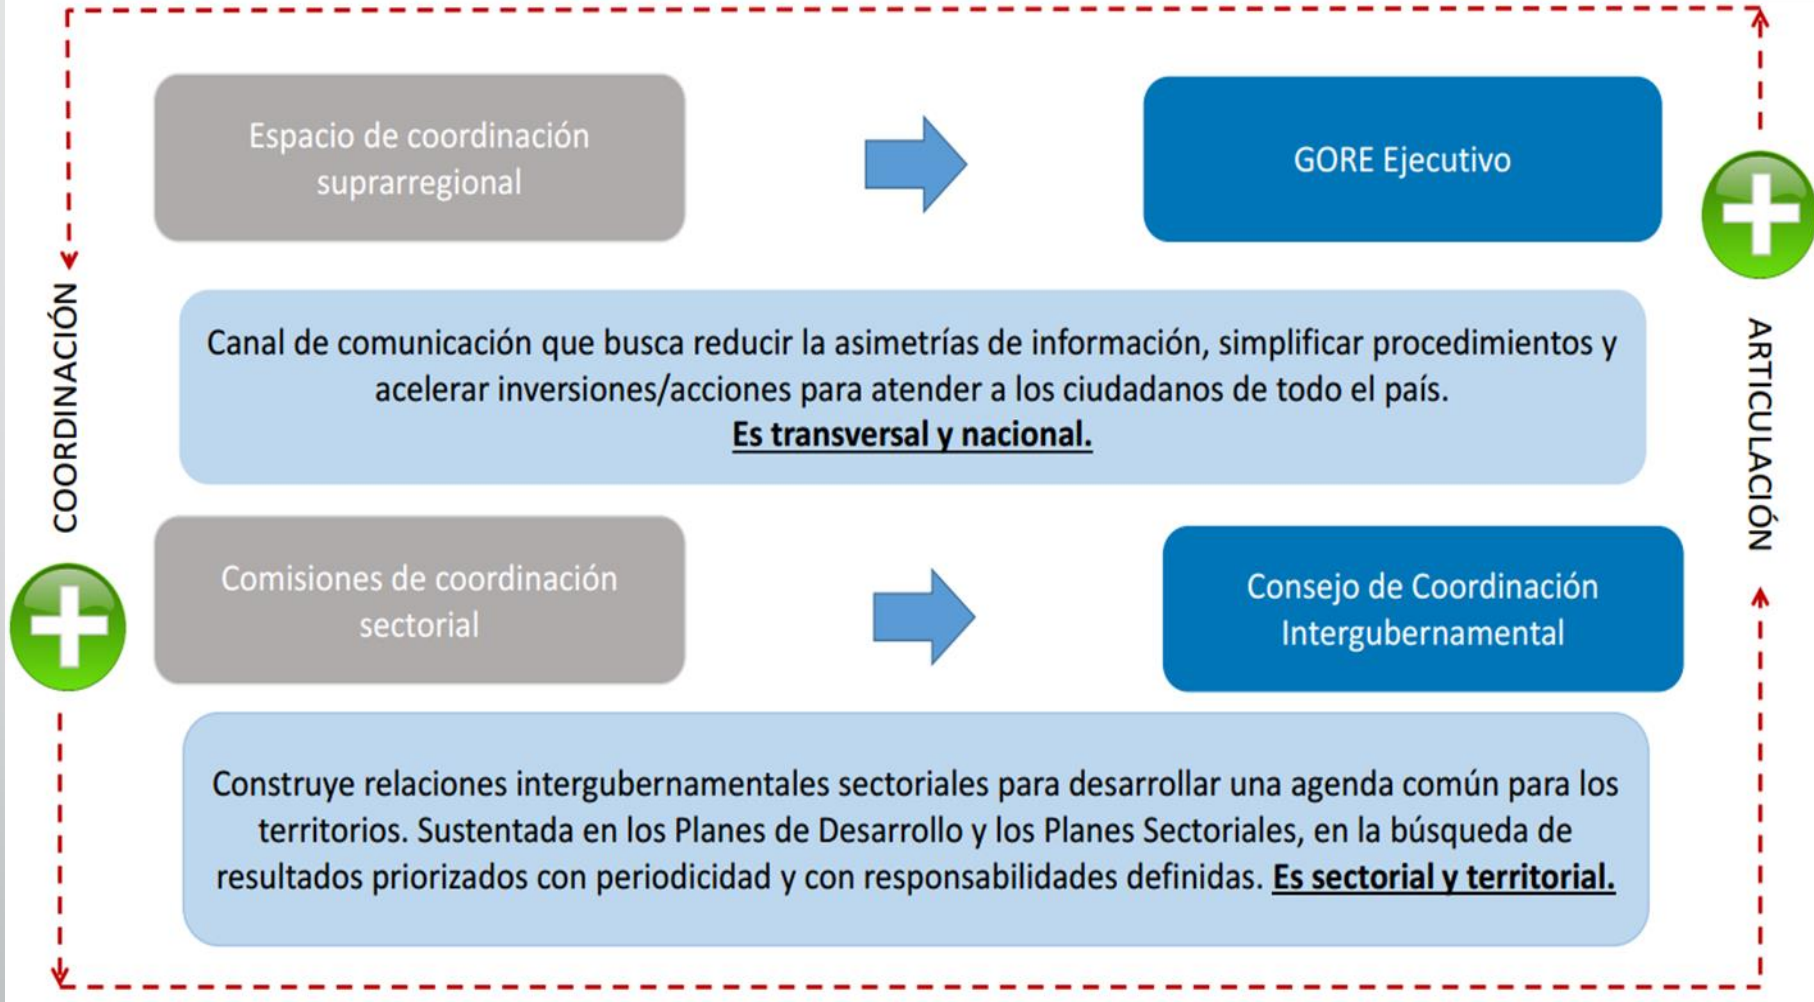 Espacio de coordinación
suprarregional
GORE Ejecutivo
COORDINACIÓN
Canal de comunicación que busca reducir la asimetrías de información, simplificar procedimientos y
acelerar inversiones/acciones para atender a los ciudadanos de todo el país.
Es transversal y nacional.
ARTICULACIÓN
Comisiones de coordinación
sectorial
Consejo de Coordinación
Intergubernamental
Construye relaciones intergubernamentales sectoriales para desarrollar una agenda común para los
territorios. Sustentada en los Planes de Desarrollo y los Planes Sectoriales, en la búsqueda de
resultados priorizados con periodicidad y con responsabilidades definidas. Es sectorial y territorial.